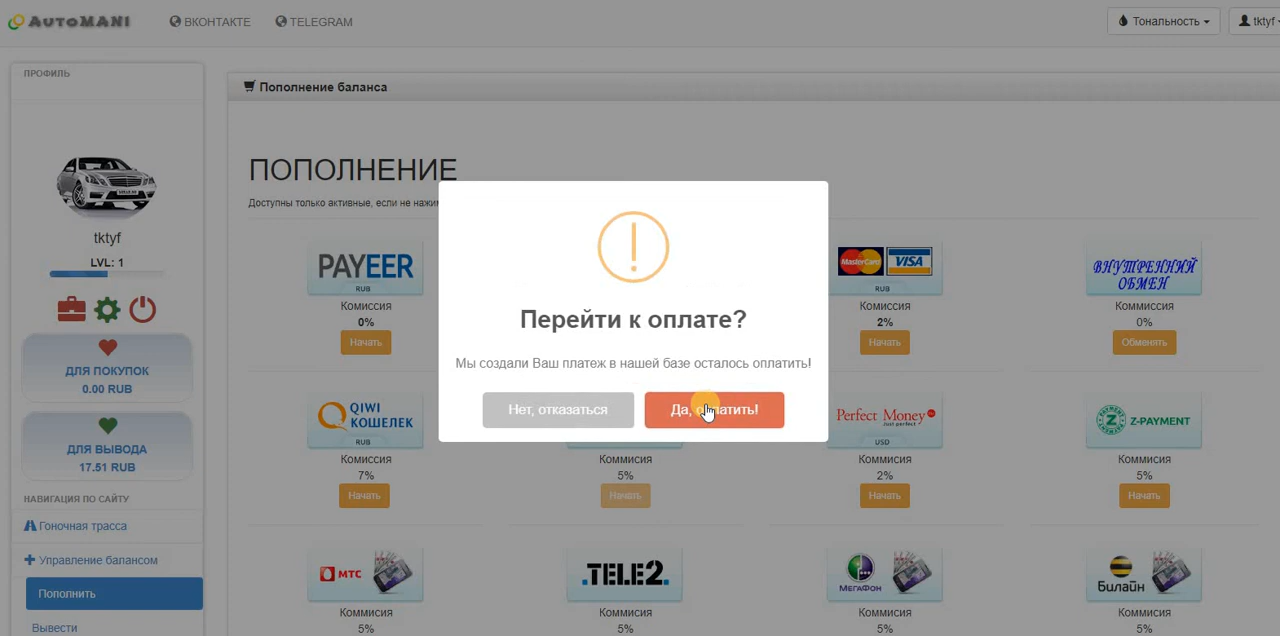 AUTOMANI
ВКОНТАКТЕ
TELEGRAM
Тональность
tktyf
ПРОФИЛЬ
tktyf
LVL: 1
ДЛЯ ПОКУПОК
0.00 RUB
ДЛЯ ВЫВОДА
17.51 RUB
НАВИГАЦИЯ ПО САЙТУ
Гоночная трасса
Управление балансом
Пополнить
Вывести
Пополнение баланса
ПОПОЛНЕНИЕ
Доступны только активные, если не
Перейти к оплате?
Мы создали Ваш платеж в нашей базе осталось оплатить!
Нет, отказаться
Да,
PAYEER
RUB
Комиссия
0%
Начать
MasterCard VISA
RUB
Комиссия
2%
Начать
ВНУТРЕННИЙ
ОБМЕН
Коммиссия
0%
Обменять
QIWI
КОШЕЛЕК
RUB
Комиссия
7%
Начать
Комиссия
5%
Начать
Perfect Money
just perfect
USD
Комиссия
2%
Начать
Z-PAYMENT
Комиссия
5%
Начать
МТС
Комиссия
5%
TELE2
Комиссия
5%
МЕГАФОН
Комиссия
5%
Билайн
Комиссия
5%